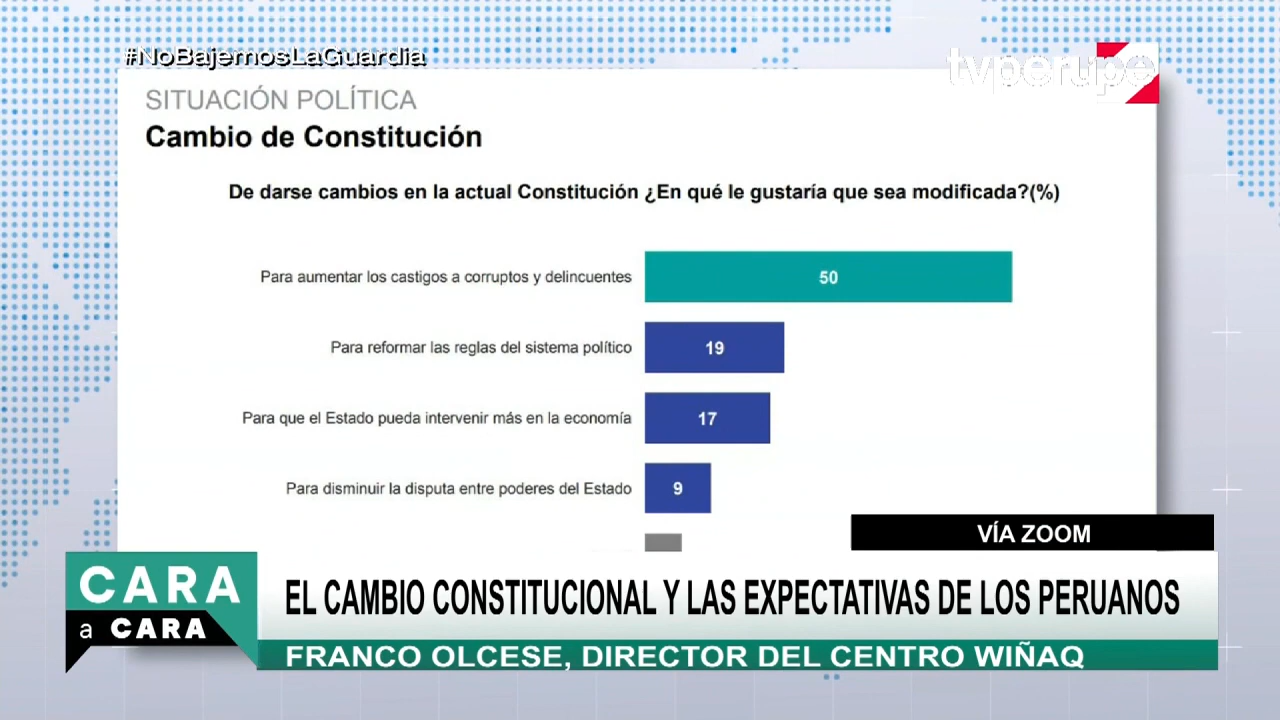 #NoBajemosLaGuardia
tvperu.pe
SITUACIÓN POLÍTICA
Cambio de Constitución
De darse cambios en la actual Constitución ¿En qué le gustaría que sea modificada?(%)
Para aumentar los castigos a corruptos y delincuentes 50
Para reformar las reglas del sistema político 19
Para que el Estado pueda intervenir más en la economía 17
Para disminuir la disputa entre poderes del Estado 9
VÍA ZOOM
CARA
a CARA
EL CAMBIO CONSTITUCIONAL Y LAS EXPECTATIVAS DE LOS PERUANOS
FRANCO OLCESE, DIRECTOR DEL CENTRO WIÑAQ